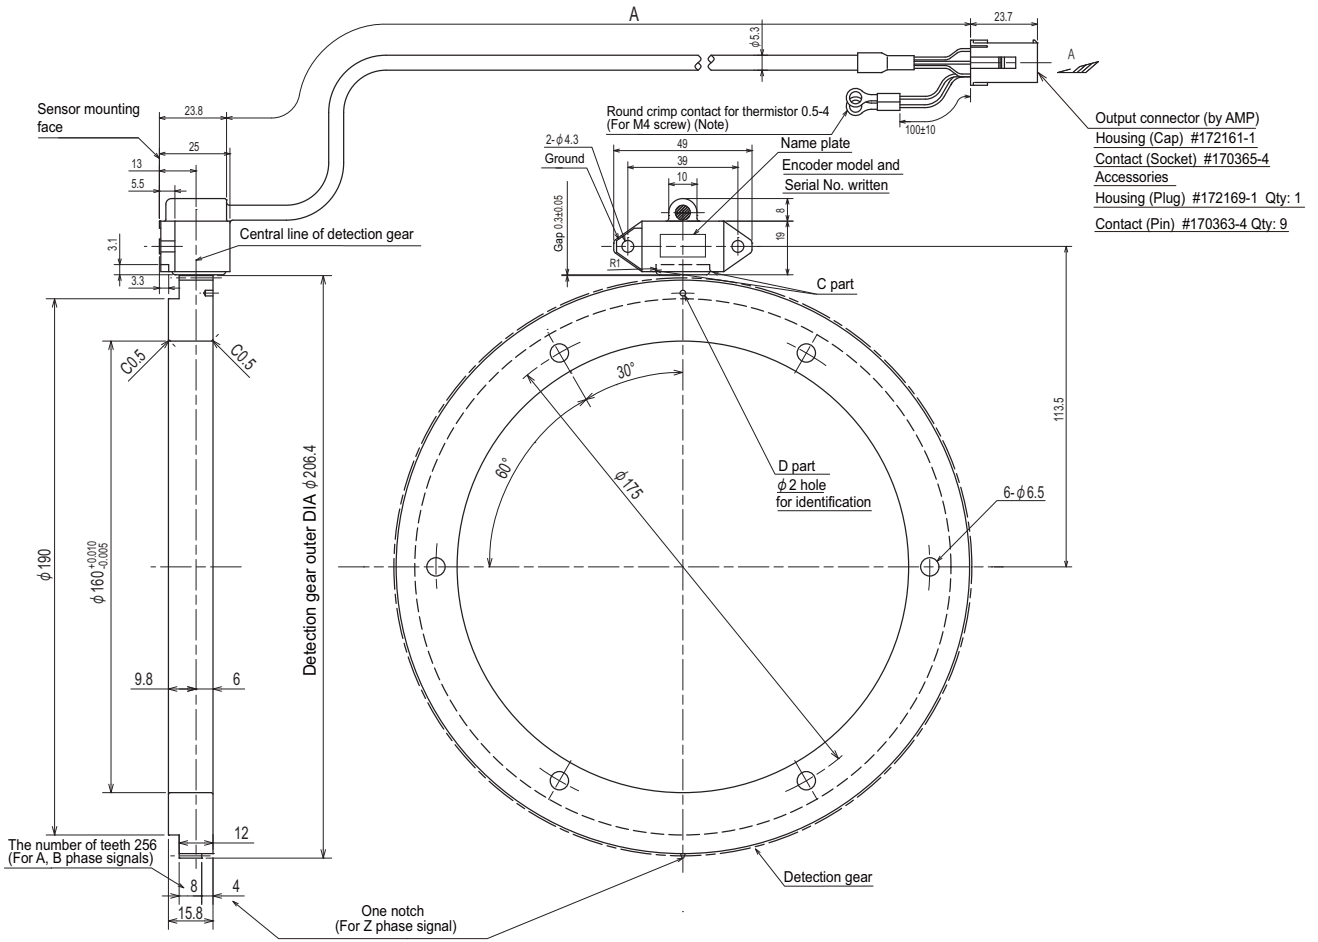 A
23.7
φ5.3
A
Sensor mounting
face
23.8
25
13
5.5
3.1
3.3
Central line of detection gear
Round crimp contact for thermistor 0.5-4
(For M4 screw) (Note)
100±10
2-φ4.3
Ground
49
39
10
Name plate
Encoder model and
Serial No. written
Gap 0.3±0.05
8
19
R1
C part
Output connector (by AMP)
Housing (Cap) #172161-1
Contact (Socket) #170365-4
Accessories
Housing (Plug) #172169-1 Qty: 1
Contact (Pin) #170363-4 Qty: 9
C0.5
C0.5
30°
60°
φ175
113.5
D part
φ2 hole
for identification
6-φ6.5
φ190
φ160 +0.010
-0.005
Detection gear outer DIA φ206.4
9.8
6
12
The number of teeth 256
(For A, B phase signals)
8
4
15.8
One notch
(For Z phase signal)
Detection gear